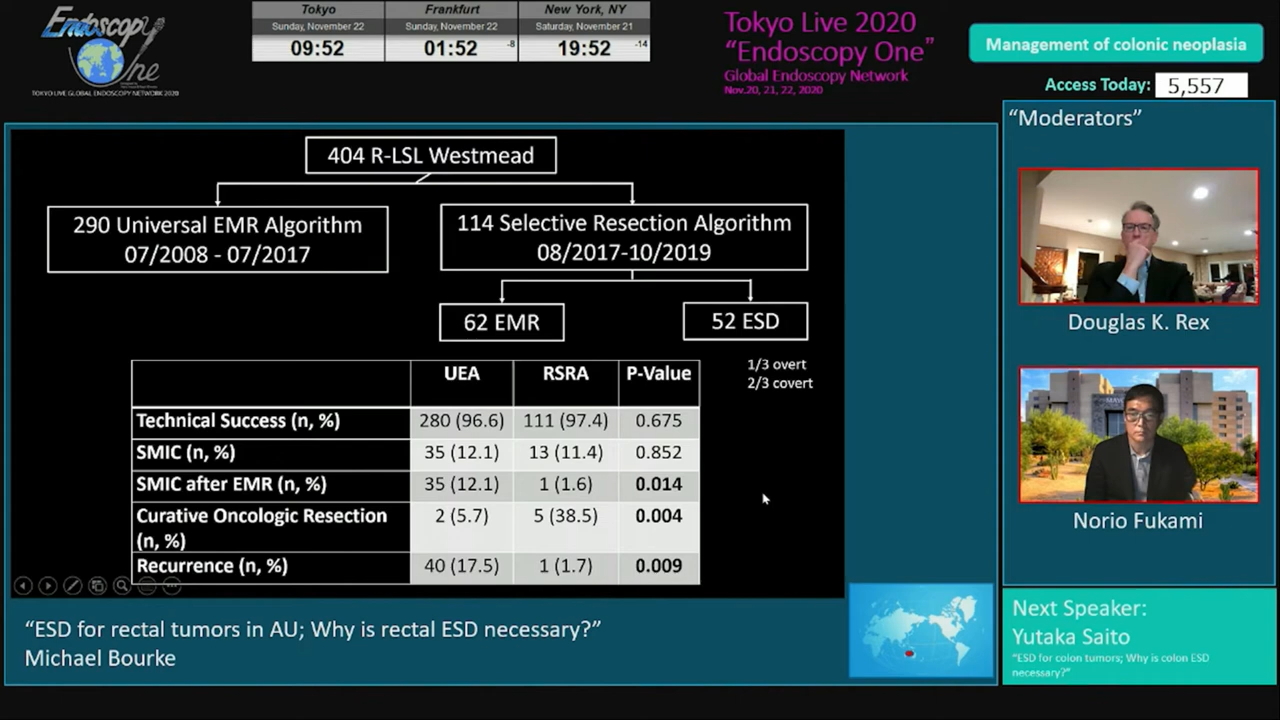 Endoscopy
One
TOKYO LIVE GLOBAL ENDOSCOPY NETWORK 2020
Tokyo
Sunday, November 22
09:52
Frankfurt
Sunday, November 22
01:52
-8
New York, NY
Saturday, November 21
19:52
-14
Tokyo Live 2020
“Endoscopy One”
Global Endoscopy Network
Nov.20, 21, 22, 2020
Management of colonic neoplasia
Access Today: 5,557
404 R-LSL Westmead
290 Universal EMR Algorithm
07/2008 - 07/2017
114 Selective Resection Algorithm
08/2017-10/2019
62 EMR
52 ESD
1/3 overt
2/3 covert
UEA RSRA P-Value
Technical Success (n, %) 280 (96.6) 111 (97.4) 0.675
SMIC (n, %) 35 (12.1) 13 (11.4) 0.852
SMIC after EMR (n, %) 35 (12.1) 1 (1.6) 0.014
Curative Oncologic Resection (n, %) 2 (5.7) 5 (38.5) 0.004
Recurrence (n, %) 40 (17.5) 1 (1.7) 0.009
“ESD for rectal tumors in AU; Why is rectal ESD necessary?”
Michael Bourke
“Moderators”
Douglas K. Rex
Norio Fukami
Next Speaker:
Yutaka Saito
“ESD for colon tumors; Why is colon ESD
necessary?”